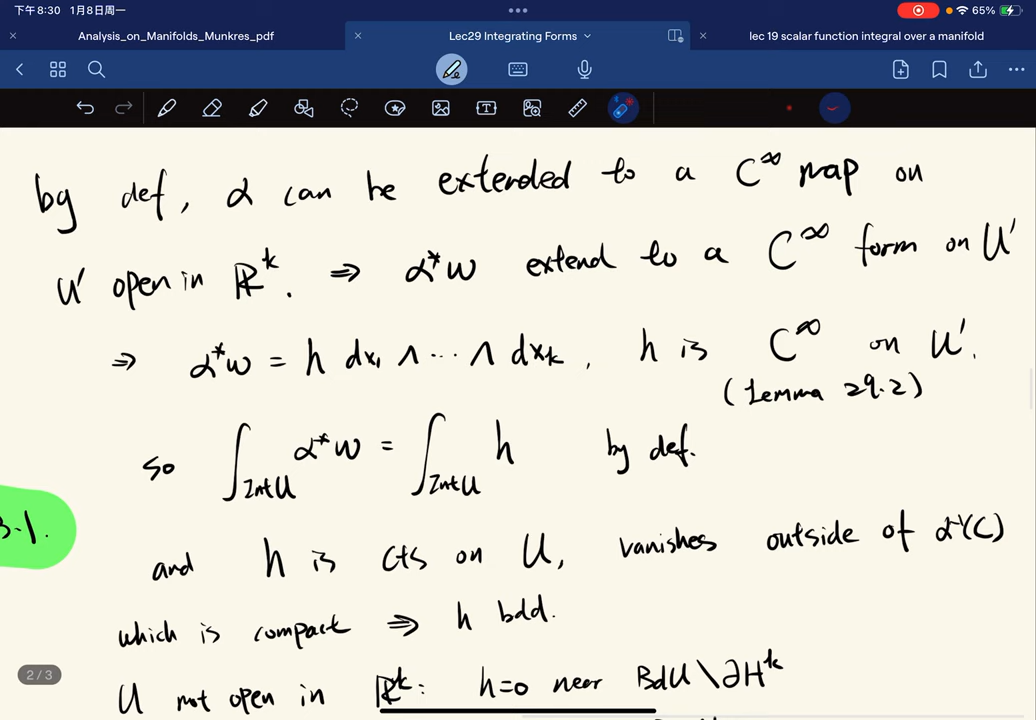 下午8:30 1月8日周一
65%
Analysis_on_Manifolds_Munkres_pdf
Lec29 Integrating Forms
lec 19 scalar function integral over a manifold
by def, α can be extended to a C^∞ map on
U' open in ℝ^k. ⇒ α*w extend to a C^∞ form on U'
⇒ α*w = h dx₁ ∧ ... ∧ dx_k, h is C^∞ on U'.
(Lemma 29.2)
so ∫_{Int U} α*w = ∫_{Int U} h by def.
3-1.
and h is cts on U, vanishes outside of α⁻¹(C)
which is compact ⇒ h bdd.
2/3
U not open in ℝ^k: h=0 near BdU \ ∂H^k